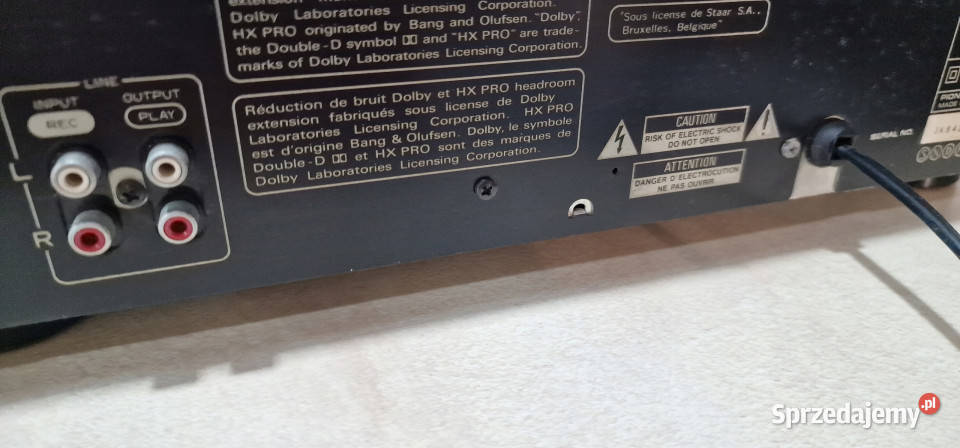 Dolby Laboratories Licensing Corporation.
HX PRO originated by Bang and Olufsen. "Dolby",
the Double-D symbol and "HX PRO" are trade-
marks of Dolby Laboratories Licensing Corporation.
"Sous license de Staar S.A.,
Bruxelles, Belgique"
LINE
INPUT
OUTPUT
REC
PLAY
L
R
Réduction de bruit Dolby et HX PRO headroom
extension fabriqués sous license de Dolby
Laboratories Licensing Corporation. HX PRO
est d'origine Bang & Olufsen. Dolby, le symbole
Double-D et HX PRO sont des marques de
Dolby Laboratories Licensing Corporation.
CAUTION
RISK OF ELECTRIC SHOCK
DO NOT OPEN
ATTENTION
DANGER D'ELECTROCUTION
NE PAS OUVRIR
PION
MADE
SERIAL NO.
Sprzedajemy.pl